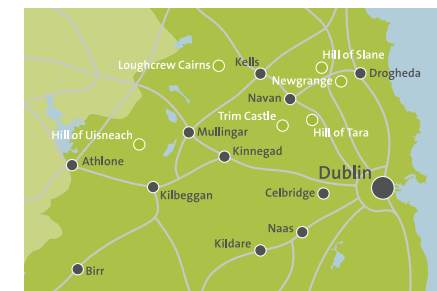 Hill of Slane
Loughcrew Cairns
Kells
Drogheda
Newgrange
Navan
Trim Castle
Hill of Tara
Mullingar
Hill of Uisneach
Kinnegad
Athlone
Dublin
Kilbeggan
Celbridge
Naas
Kildare
Birr